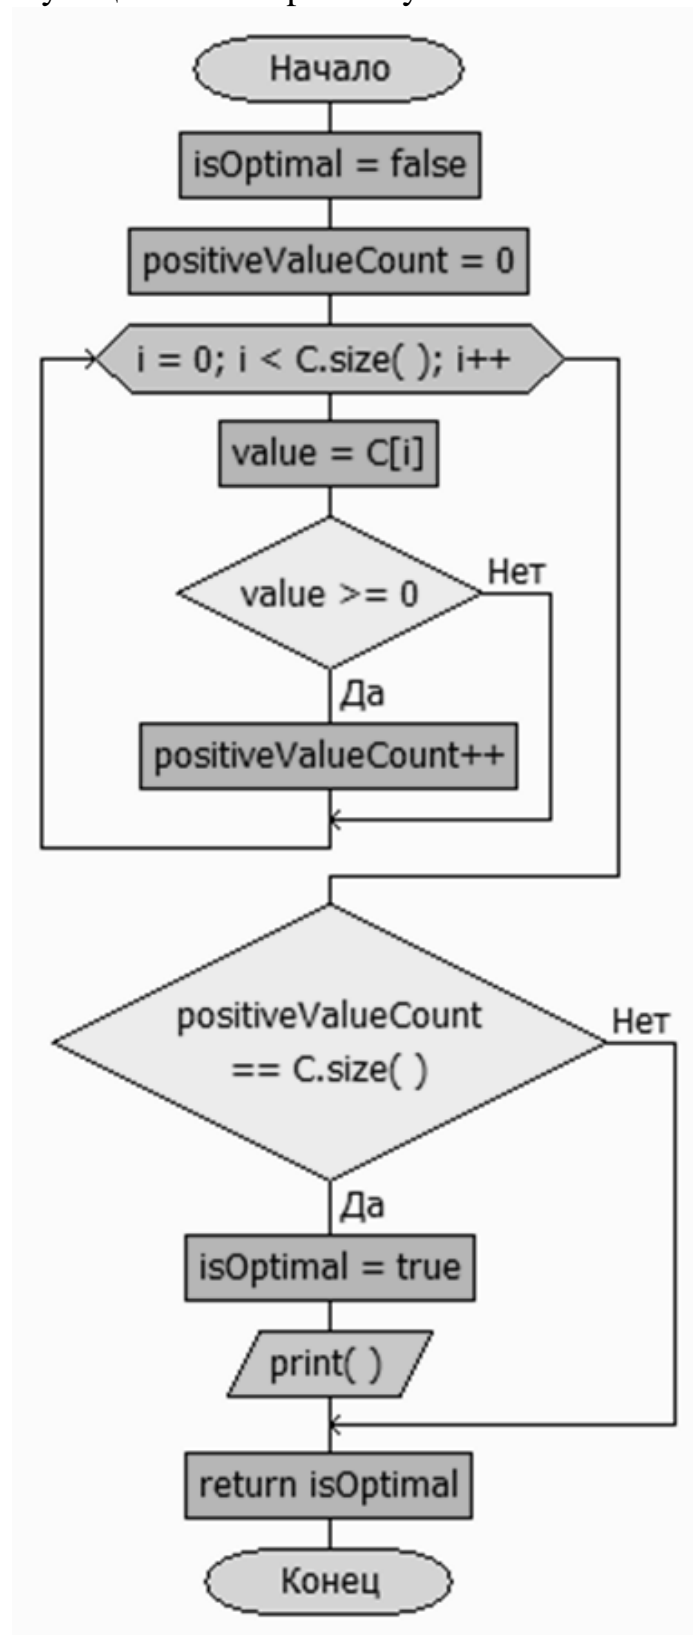 Начало
isOptimal = false
positiveValueCount = 0
i = 0; i < C.size( ); i++
value = C[i]
value >= 0
Нет
Да
positiveValueCount++
positiveValueCount
== C.size( )
Нет
Да
isOptimal = true
print( )
return isOptimal
Конец